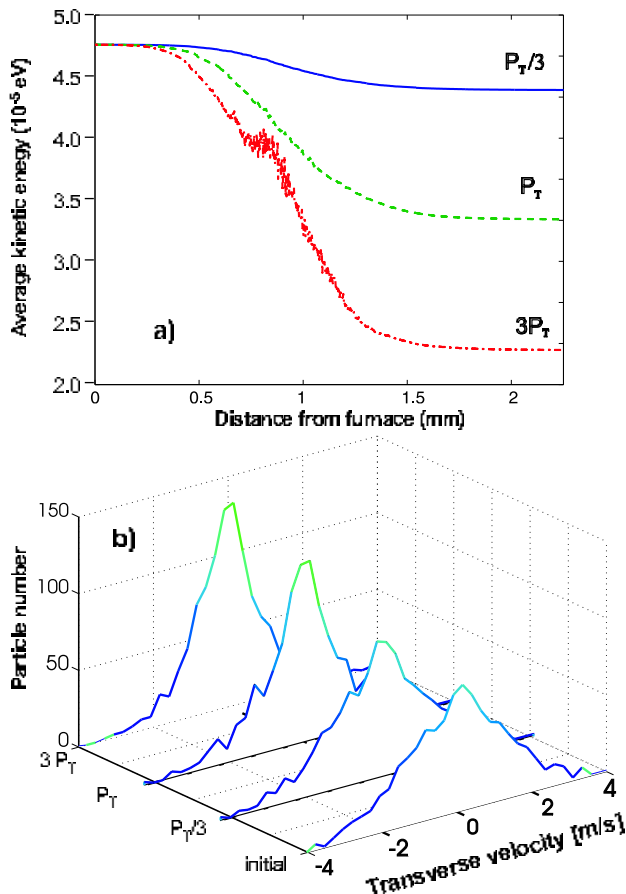 5.0
4.5
4.0
3.5
3.0
2.5
2.0
Average kinetic enegy (10⁻⁵ eV)
P_T/3
P_T
3P_T
a)
0 0.5 1 1.5 2
Distance from furnace (mm)
b)
150
100
50
0
Particle number
3 P_T
P_T
P_T/3
initial
-4 -2 0 2 4
Transverse velocity [m/s]